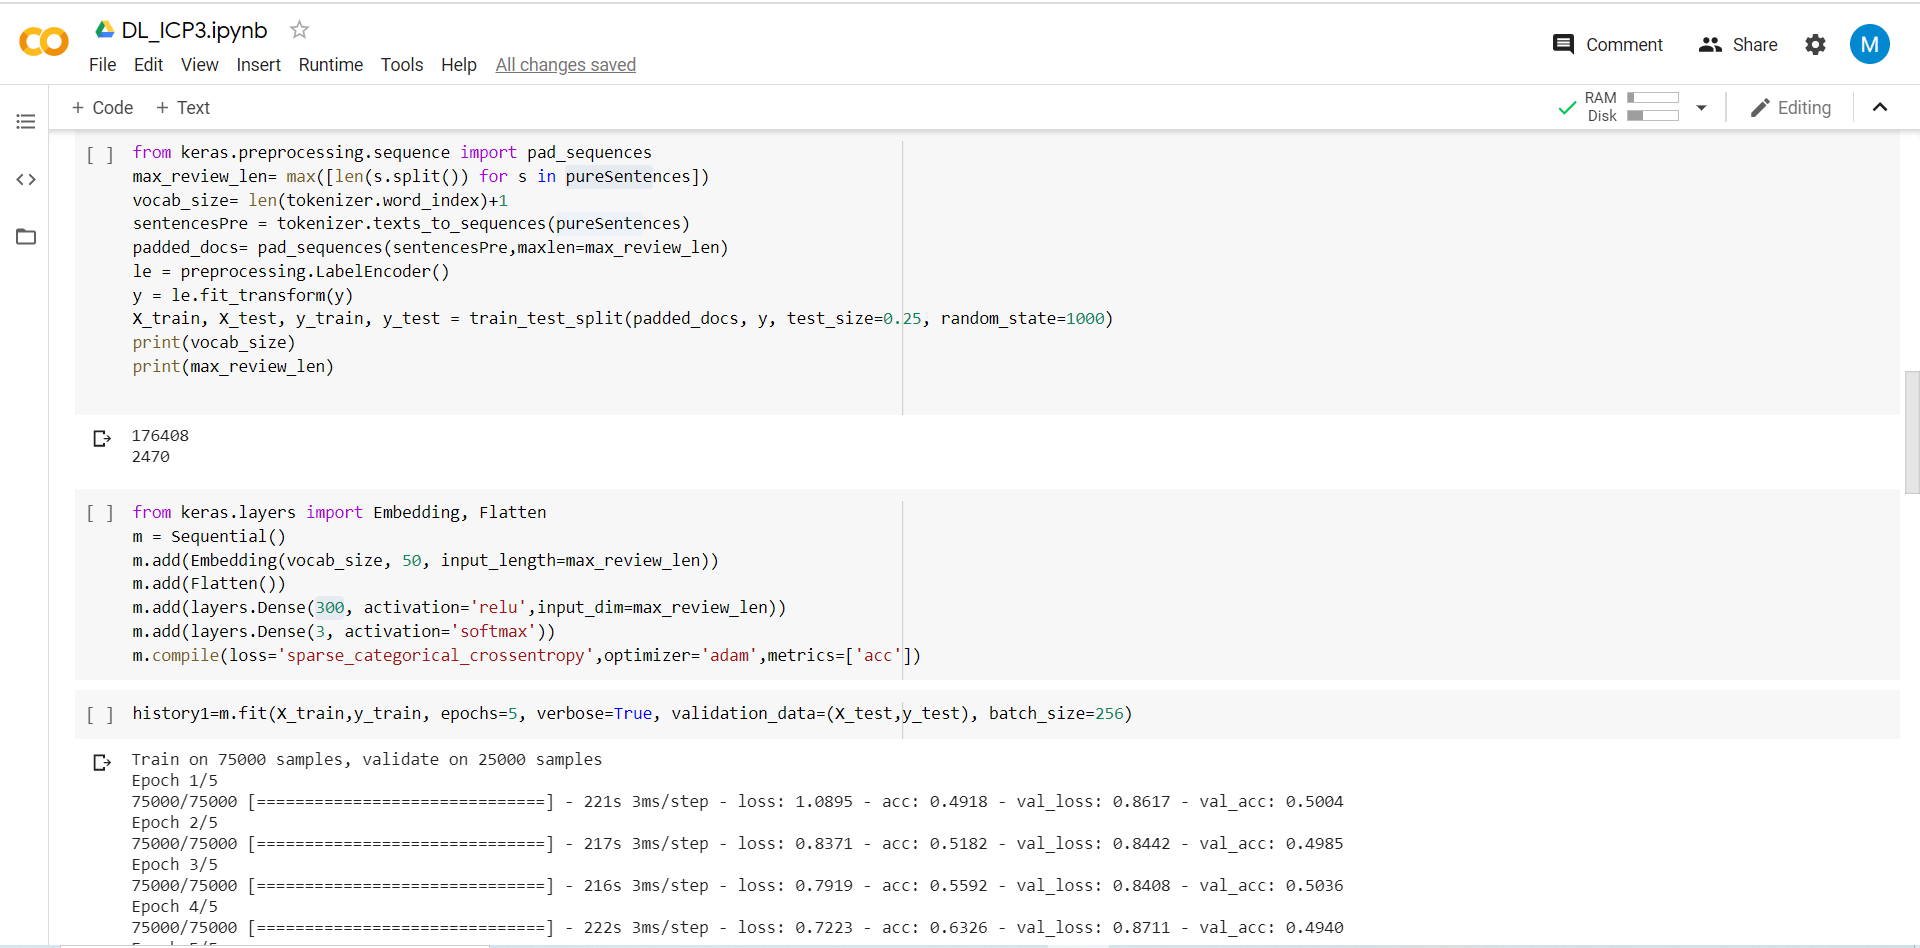 DL_ICP3.ipynb
Comment
Share
M
File Edit View Insert Runtime Tools Help All changes saved
+ Code + Text
RAM
Disk
Editing
[ ] from keras.preprocessing.sequence import pad_sequences
max_review_len= max([len(s.split()) for s in pureSentences])
vocab_size= len(tokenizer.word_index)+1
sentencesPre = tokenizer.texts_to_sequences(pureSentences)
padded_docs= pad_sequences(sentencesPre,maxlen=max_review_len)
le = preprocessing.LabelEncoder()
y = le.fit_transform(y)
X_train, X_test, y_train, y_test = train_test_split(padded_docs, y, test_size=0.25, random_state=1000)
print(vocab_size)
print(max_review_len)
176408
2470
[ ] from keras.layers import Embedding, Flatten
m = Sequential()
m.add(Embedding(vocab_size, 50, input_length=max_review_len))
m.add(Flatten())
m.add(layers.Dense(300, activation='relu',input_dim=max_review_len))
m.add(layers.Dense(3, activation='softmax'))
m.compile(loss='sparse_categorical_crossentropy',optimizer='adam',metrics=['acc'])
[ ] history1=m.fit(X_train,y_train, epochs=5, verbose=True, validation_data=(X_test,y_test), batch_size=256)
Train on 75000 samples, validate on 25000 samples
Epoch 1/5
75000/75000 [==============================] - 221s 3ms/step - loss: 1.0895 - acc: 0.4918 - val_loss: 0.8617 - val_acc: 0.5004
Epoch 2/5
75000/75000 [==============================] - 217s 3ms/step - loss: 0.8371 - acc: 0.5182 - val_loss: 0.8442 - val_acc: 0.4985
Epoch 3/5
75000/75000 [==============================] - 216s 3ms/step - loss: 0.7919 - acc: 0.5592 - val_loss: 0.8408 - val_acc: 0.5036
Epoch 4/5
75000/75000 [==============================] - 222s 3ms/step - loss: 0.7223 - acc: 0.6326 - val_loss: 0.8711 - val_acc: 0.4940